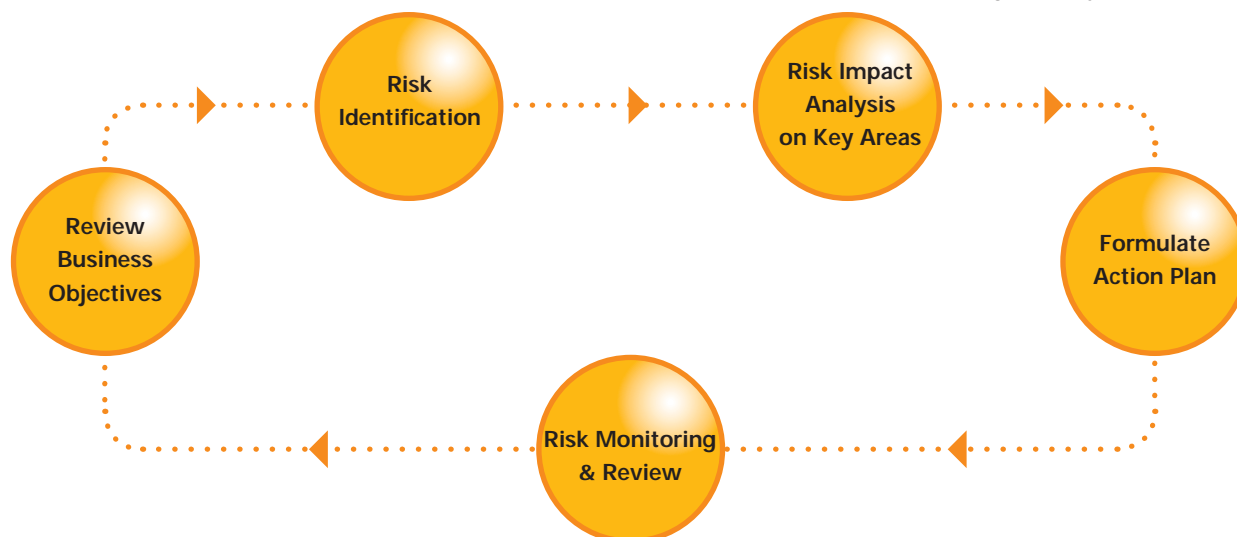 Risk
Identification
Risk Impact
Analysis
on Key Areas
Review
Business
Objectives
Formulate
Action Plan
Risk Monitoring
& Review